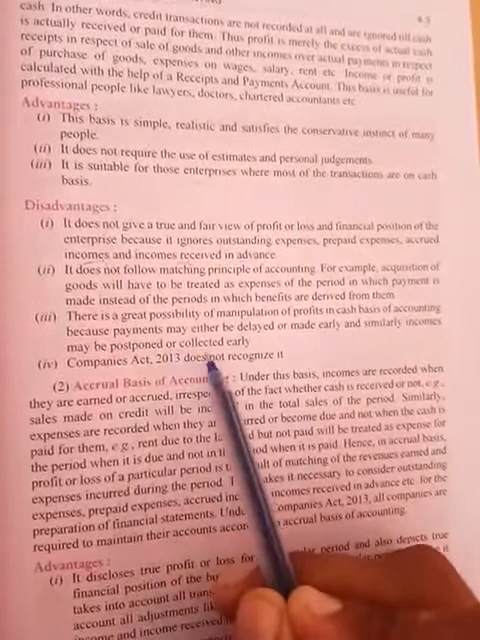 4.5
cash. In other words, credit transactions are not recorded at all and are ignored till cash
is actually received or paid for them. Thus profit is merely the excess of actual cash
receipts in respect of sale of goods and other incomes over actual payments in respect
of purchase of goods, expenses on wages, salary, rent etc. Income or profit is
calculated with the help of a Receipts and Payments Account. This basis is useful for
professional people like lawyers, doctors, chartered accountants etc.
Advantages :
(i) This basis is simple, realistic and satisfies the conservative instinct of many
people.
(ii) It does not require the use of estimates and personal judgements.
(iii) It is suitable for those enterprises where most of the transactions are on cash
basis.
Disadvantages :
(i) It does not give a true and fair view of profit or loss and financial position of the
enterprise because it ignores outstanding expenses, prepaid expenses, accrued
incomes and incomes received in advance.
(ii) It does not follow matching principle of accounting. For example, acquisition of
goods will have to be treated as expenses of the period in which payment is
made instead of the periods in which benefits are derived from them.
(iii) There is a great possibility of manipulation of profits in cash basis of accounting
because payments may either be delayed or made early and similarly incomes
may be postponed or collected early.
(iv) Companies Act, 2013 does not recognize it.
(2) Accrual Basis of Accoun : Under this basis, incomes are recorded when
they are earned or accrued, irrespe of the fact whether cash is received or not, e.g.,
sales made on credit will be inc in the total sales of the period. Similarly,
expenses are recorded when they ar rred or become due and not when the cash is
paid for them, e.g., rent due to the la d but not paid will be treated as expense for
the period when it is due and not in t iod when it is paid. Hence, in accrual basis,
profit or loss of a particular period is t ult of matching of the revenues earned and
expenses incurred during the period. T akes it necessary to consider outstanding
expenses, prepaid expenses, accrued inc incomes received in advance etc. for the
preparation of financial statements. Unde ompanies Act, 2013, all companies are
required to maintain their accounts accor accrual basis of accounting.
Advantages :
(i) It discloses true profit or loss for period and also depicts true
financial position of the bu
takes into account all trans
account all adjustments lik
income and income received